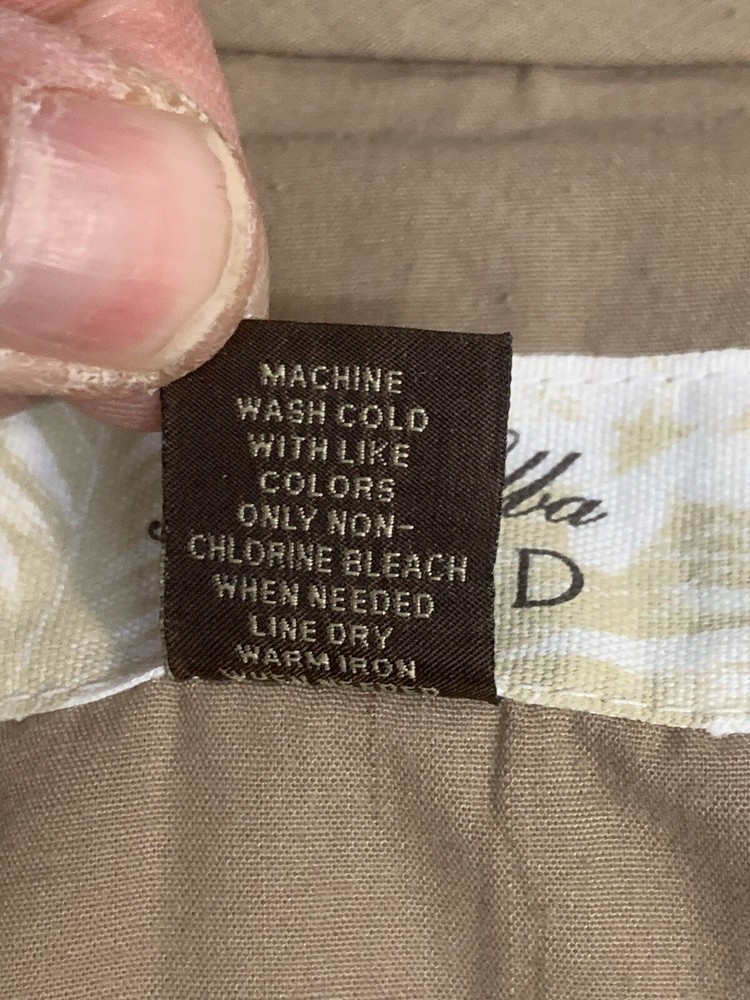 MACHINE
WASH COLD
WITH LIKE
COLORS
ONLY NON-
CHLORINE BLEACH
WHEN NEEDED
LINE DRY
WARM IRON
D